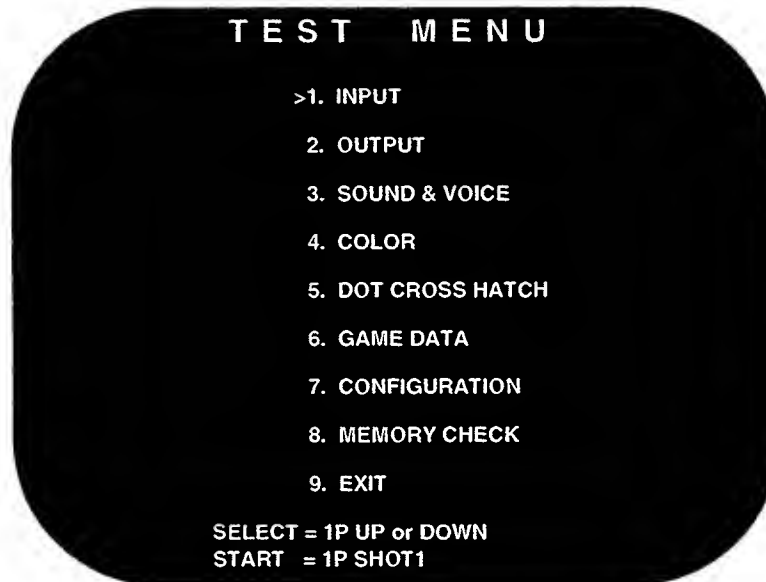 TEST MENU
>1. INPUT
2. OUTPUT
3. SOUND & VOICE
4. COLOR
5. DOT CROSS HATCH
6. GAME DATA
7. CONFIGURATION
8. MEMORY CHECK
9. EXIT
SELECT = 1P UP or DOWN
START = 1P SHOT1